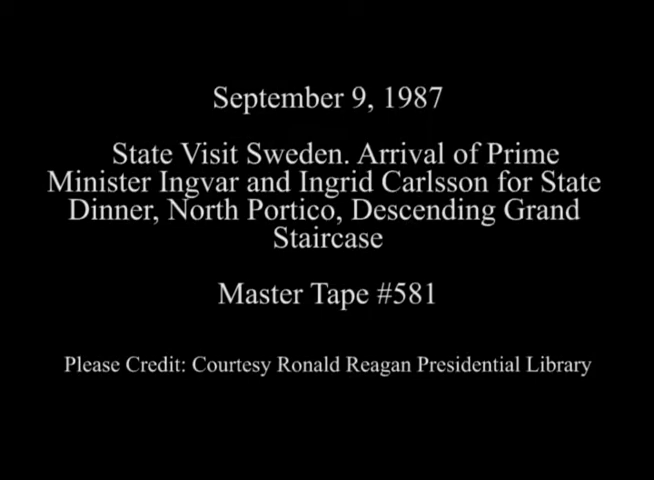 September 9, 1987
State Visit Sweden. Arrival of Prime
Minister Ingvar and Ingrid Carlsson for State
Dinner, North Portico, Descending Grand
Staircase
Master Tape #581
Please Credit: Courtesy Ronald Reagan Presidential Library